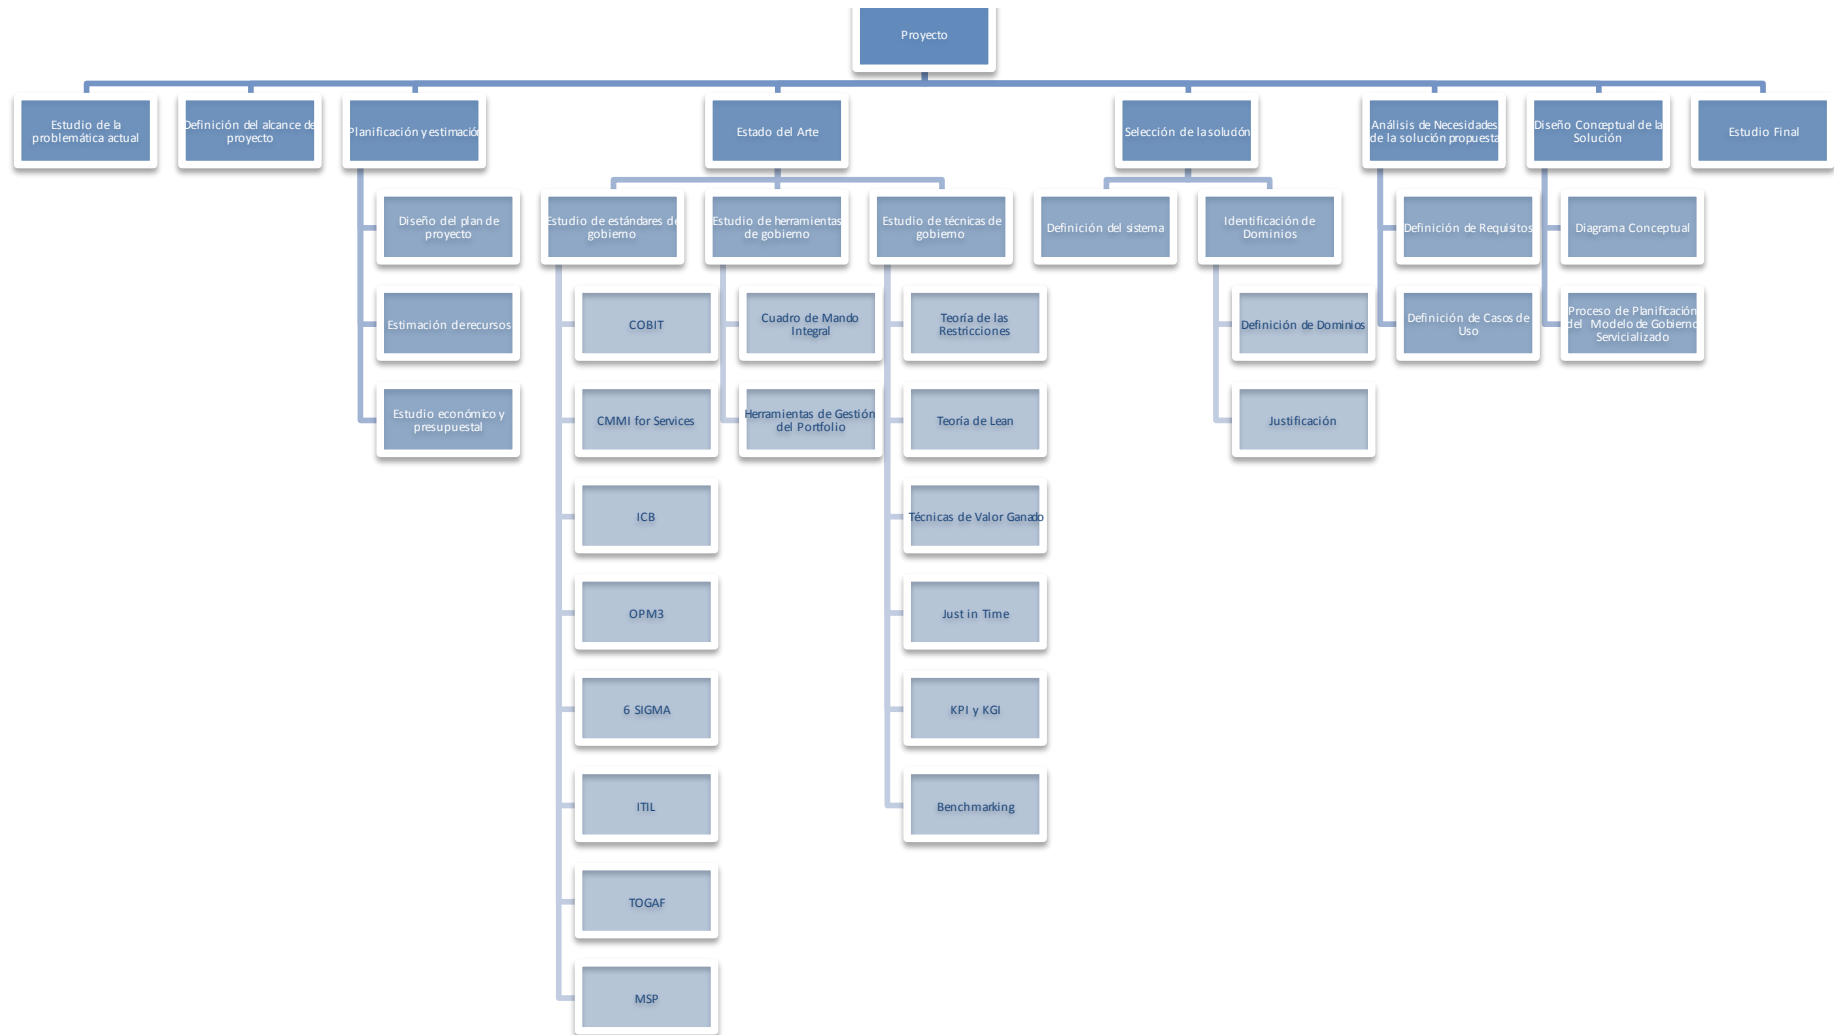 Proyecto
Estudio de la
problemática actual
Definición del alcance de
proyecto
Planificación y estimación
Estado del Arte
Selección de la solución
Análisis de Necesidades
de la solución propuesta
Diseño Conceptual de la
Solución
Estudio Final
Diseño del plan de
proyecto
Estimación de recursos
Estudio económico y
presupuestal
Estudio de estándares de
gobierno
COBIT
CMMI for Services
ICB
OPM3
6 SIGMA
ITIL
TOGAF
MSP
Estudio de herramientas
de gobierno
Cuadro de Mando
Integral
Herramientas de Gestión
del Portfolio
Estudio de técnicas de
gobierno
Teoría de las
Restricciones
Teoría de Lean
Técnicas de Valor Ganado
Just in Time
KPI y KGI
Benchmarking
Definición del sistema
Identificación de
Dominios
Definición de Dominios
Justificación
Definición de Requisitos
Definición de Casos de
Uso
Diagrama Conceptual
Proceso de Planificación
del Modelo de Gobierno
Servicializado